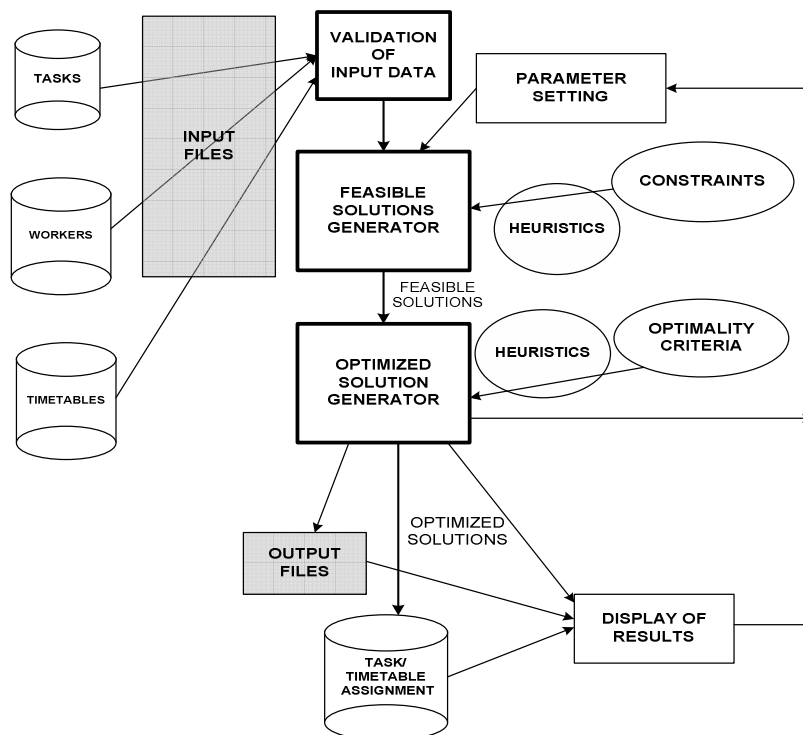 VALIDATION
OF
INPUT DATA
TASKS
PARAMETER
SETTING
INPUT
FILES
CONSTRAINTS
FEASIBLE
SOLUTIONS
GENERATOR
HEURISTICS
WORKERS
FEASIBLE
SOLUTIONS
OPTIMALITY
CRITERIA
HEURISTICS
OPTIMIZED
SOLUTION
GENERATOR
TIMETABLES
OPTIMIZED
SOLUTIONS
OUTPUT
FILES
DISPLAY OF
RESULTS
TASK/
TIMETABLE
ASSIGNMENT